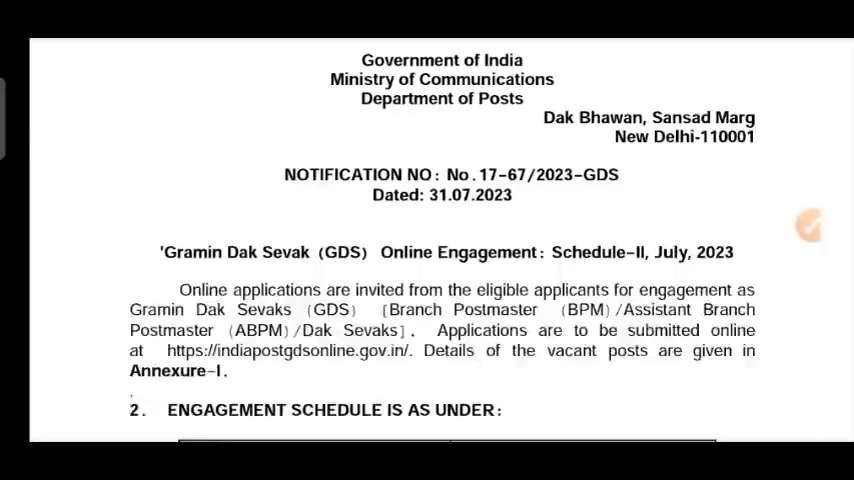 Government of India
Ministry of Communications
Department of Posts
Dak Bhawan, Sansad Marg
New Delhi-110001
NOTIFICATION NO: No.17-67/2023-GDS
Dated: 31.07.2023
'Gramin Dak Sevak (GDS) Online Engagement: Schedule-II, July, 2023
Online applications are invited from the eligible applicants for engagement as
Gramin Dak Sevaks (GDS) [Branch Postmaster (BPM)/Assistant Branch
Postmaster (ABPM)/Dak Sevaks]. Applications are to be submitted online
at https://indiapostgdsonline.gov.in/. Details of the vacant posts are given in
Annexure-I.
.
2. ENGAGEMENT SCHEDULE IS AS UNDER: